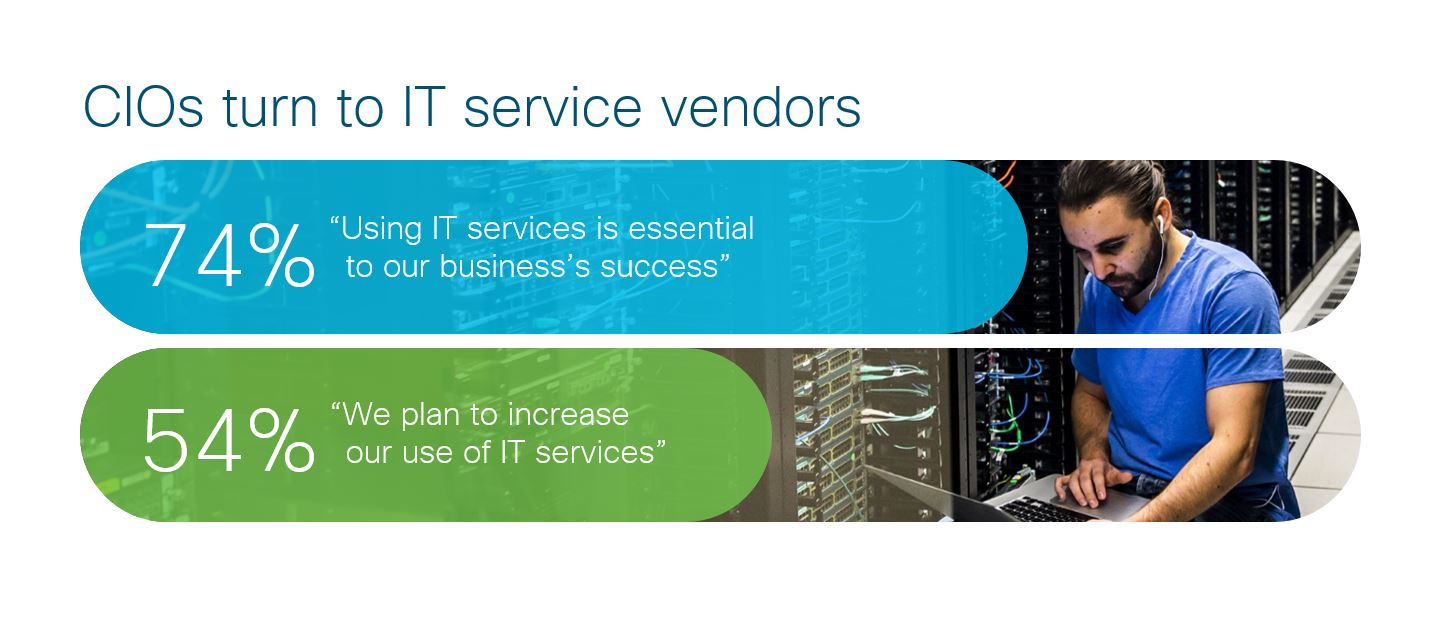 CIOs turn to IT service vendors
74%
“Using IT services is essential
to our business’s success”
54%
“We plan to increase
our use of IT services”